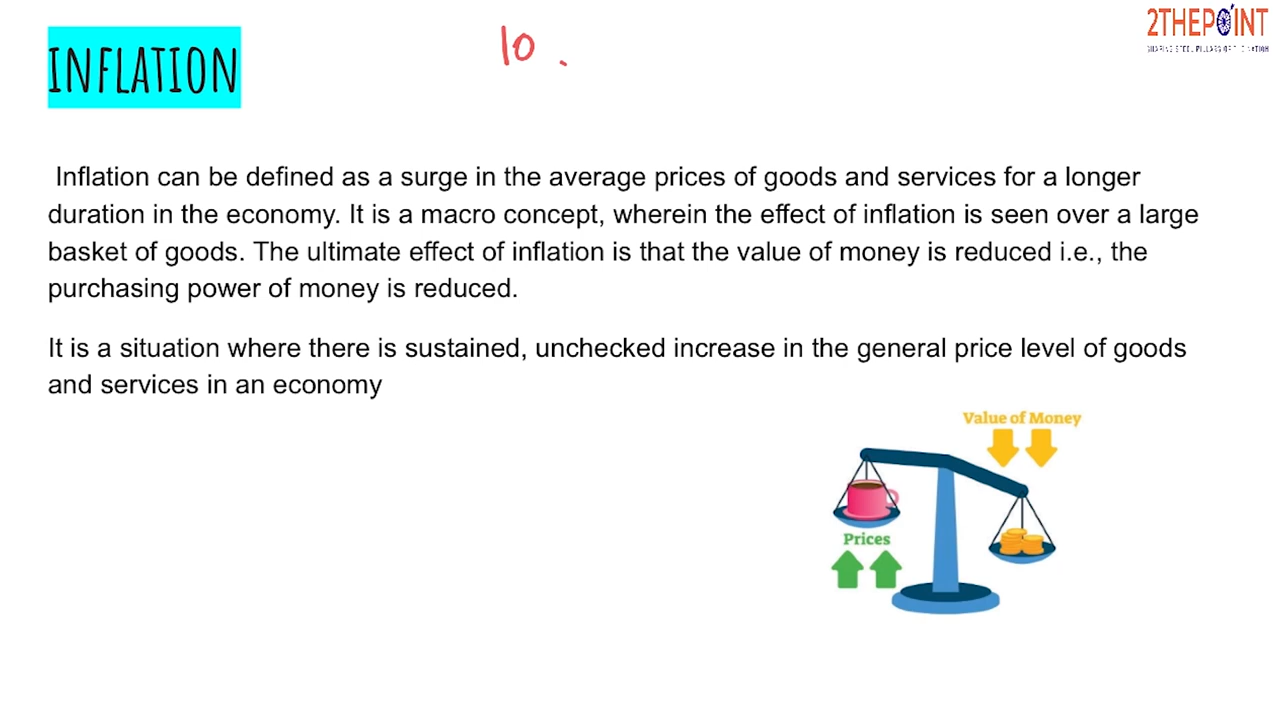 INFLATION
10 .
2THEPOINT
Inflation can be defined as a surge in the average prices of goods and services for a longer
duration in the economy. It is a macro concept, wherein the effect of inflation is seen over a large
basket of goods. The ultimate effect of inflation is that the value of money is reduced i.e., the
purchasing power of money is reduced.
It is a situation where there is sustained, unchecked increase in the general price level of goods
and services in an economy
Value of Money
Prices